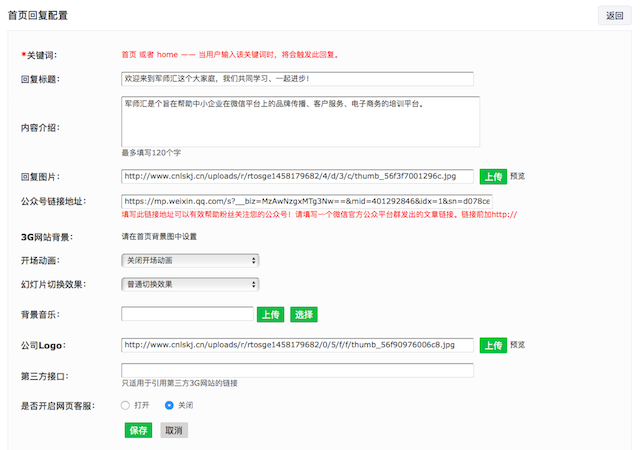 首页回复配置
返回
*关键词：
首页 或者 home —— 当用户输入该关键词时，将会触发此回复。
回复标题：
欢迎来到军师汇这个大家庭，我们共同学习、一起进步！
内容介绍：
军师汇是个旨在帮助中小企业在微信平台上的品牌传播、客户服务、电子商务的培训平台。
最多填写120个字
回复图片：
http://www.cnlskj.cn/uploads/r/rtosge1458179682/4/d/3/c/thumb_56f3f7001296c.jpg
上传 预览
公众号链接地址：
https://mp.weixin.qq.com/s?__biz=MzAwNzgxMTg3Nw==&mid=401292846&idx=1&sn=d078ce
填写此链接地址可以有效帮助粉丝关注您的公众号！请填写一个微信官方公众平台群发出的文章链接。链接前加http://
3G网站背景：
请在首页背景图中设置
开场动画：
关闭开场动画
幻灯片切换效果：
普通切换效果
背景音乐：
上传 选择
公司Logo：
http://www.cnlskj.cn/uploads/r/rtosge1458179682/0/5/f/f/thumb_56f90976006c8.jpg
上传 预览
第三方接口：
只适用于引用第三方3G网站的链接
是否开启网页客服：
打开 关闭
保存 取消